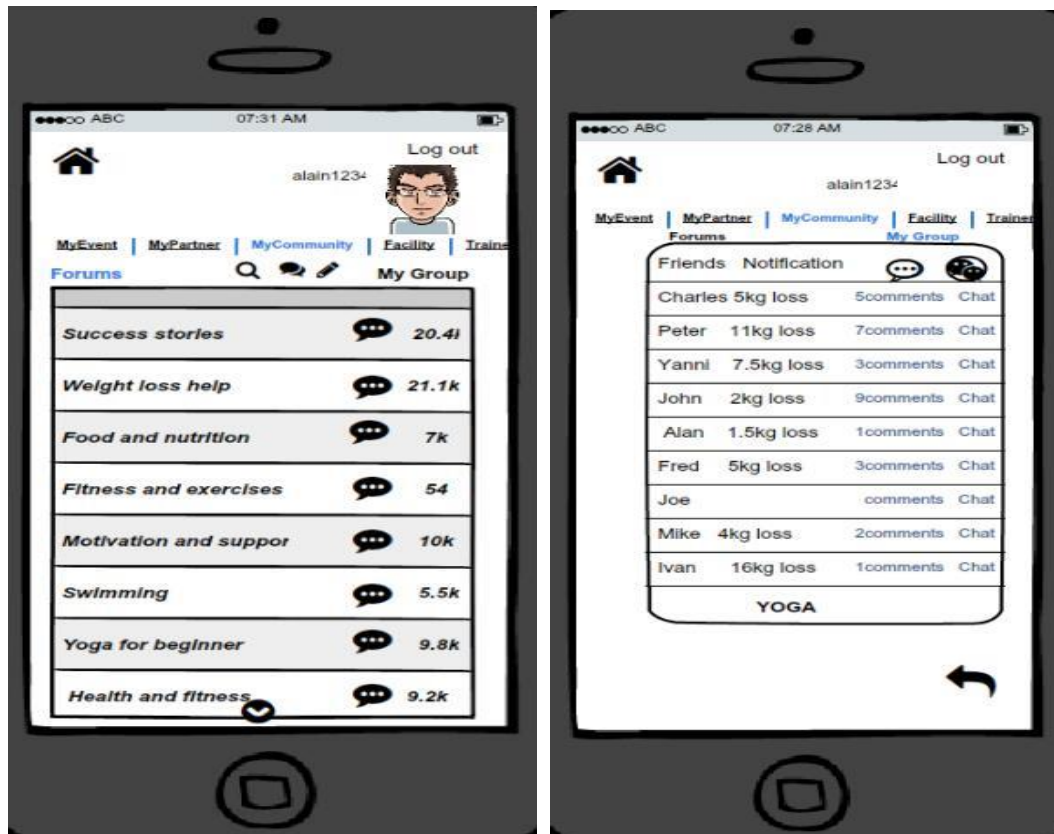 ABC 07:31 AM
Log out
alain1234
MyEvent | MyPartner | MyCommunity | Facility | Traine
Forums My Group
Success stories 20.4k
Weight loss help 21.1k
Food and nutrition 7k
Fitness and exercises 54
Motivation and suppor 10k
Swimming 5.5k
Yoga for beginner 9.8k
Health and fitness 9.2k
ABC 07:28 AM
Log out
alain1234
MyEvent | MyPartner | MyCommunity | Facility | Trainer
Forums My Group
Friends Notification
Charles 5kg loss 5comments Chat
Peter 11kg loss 7comments Chat
Yanni 7.5kg loss 3comments Chat
John 2kg loss 9comments Chat
Alan 1.5kg loss 1comments Chat
Fred 5kg loss 3comments Chat
Joe comments Chat
Mike 4kg loss 2comments Chat
Ivan 16kg loss 1comments Chat
YOGA